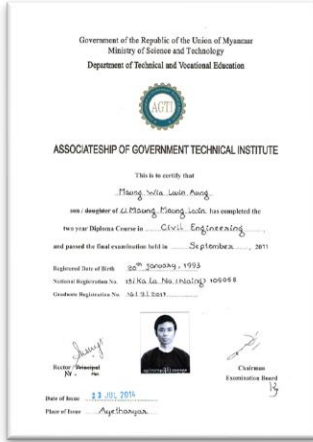 Government of the Republic of the Union of Myanmar
Ministry of Science and Technology
Department of Technical and Vocational Education
AGTI
ASSOCIATESHIP OF GOVERNMENT TECHNICAL INSTITUTE
This is to certify that
Maung Win Lwin Aung
son / daughter of U Maung Maung Lwin has completed the
two year Diploma Course in Civil Engineering
and passed the final examination held in September , 2011
Registered Date of Birth 20th January, 1993
National Registration No.
Graduate Registration No.
Rector / Principal
Chairman
Examination Board
Date of Issue 23 JUL 2014
Place of Issue Ayetharyar